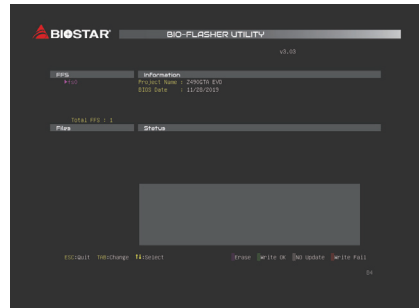 BIOSTAR
BIO-FLASHER UTILITY
v3.03
FFS
Information
Project Name : Z490GTA EVO
BIOS Date : 11/28/2019
Total FFS : 1
Files
Status
ESC:Quit TAB:Change ↑↓:Select
Erase Write OK NO Update Write Fail